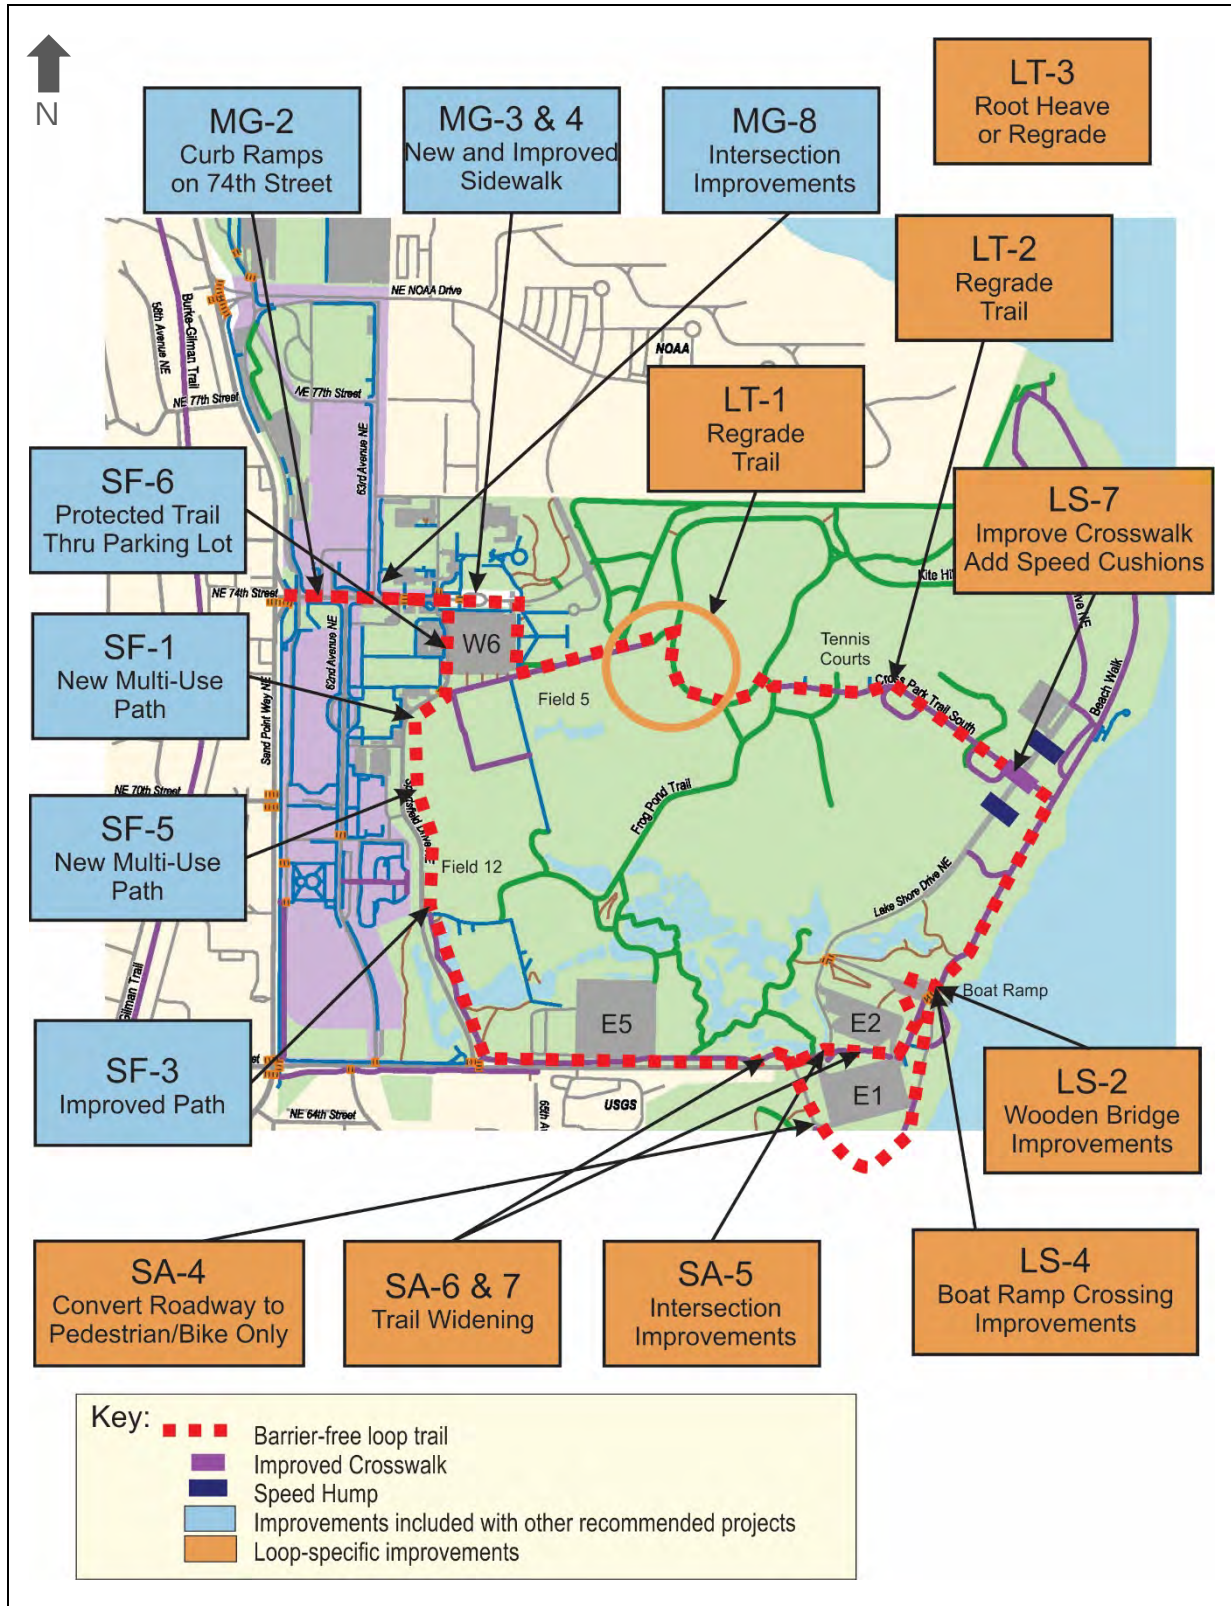 N
MG-2
Curb Ramps
on 74th Street
MG-3 & 4
New and Improved
Sidewalk
MG-8
Intersection
Improvements
LT-3
Root Heave
or Regrade
LT-2
Regrade
Trail
LT-1
Regrade
Trail
LS-7
Improve Crosswalk
Add Speed Cushions
SF-6
Protected Trail
Thru Parking Lot
SF-1
New Multi-Use
Path
SF-5
New Multi-Use
Path
SF-3
Improved Path
NE NOAA Drive
NOAA
58th Avenue NE
Burke-Gilman Trail
NE 77th Street
NE 77th Street
63rd Avenue NE
NE 74th Street
62nd Avenue NE
Sand Point Way NE
NE 70th Street
W6
Field 5
Tennis
Courts
Kite Hil
Cross Park Trail South
Beach Walk
Frog Pond Trail
Field 12
Lake Shore Drive NE
Boat Ramp
E5
E2
E1
Gilman Trail
NE 64th Street
65th Av
USGS
LS-2
Wooden Bridge
Improvements
SA-4
Convert Roadway to
Pedestrian/Bike Only
SA-6 & 7
Trail Widening
SA-5
Intersection
Improvements
LS-4
Boat Ramp Crossing
Improvements
Key:
Barrier-free loop trail
Improved Crosswalk
Speed Hump
Improvements included with other recommended projects
Loop-specific improvements